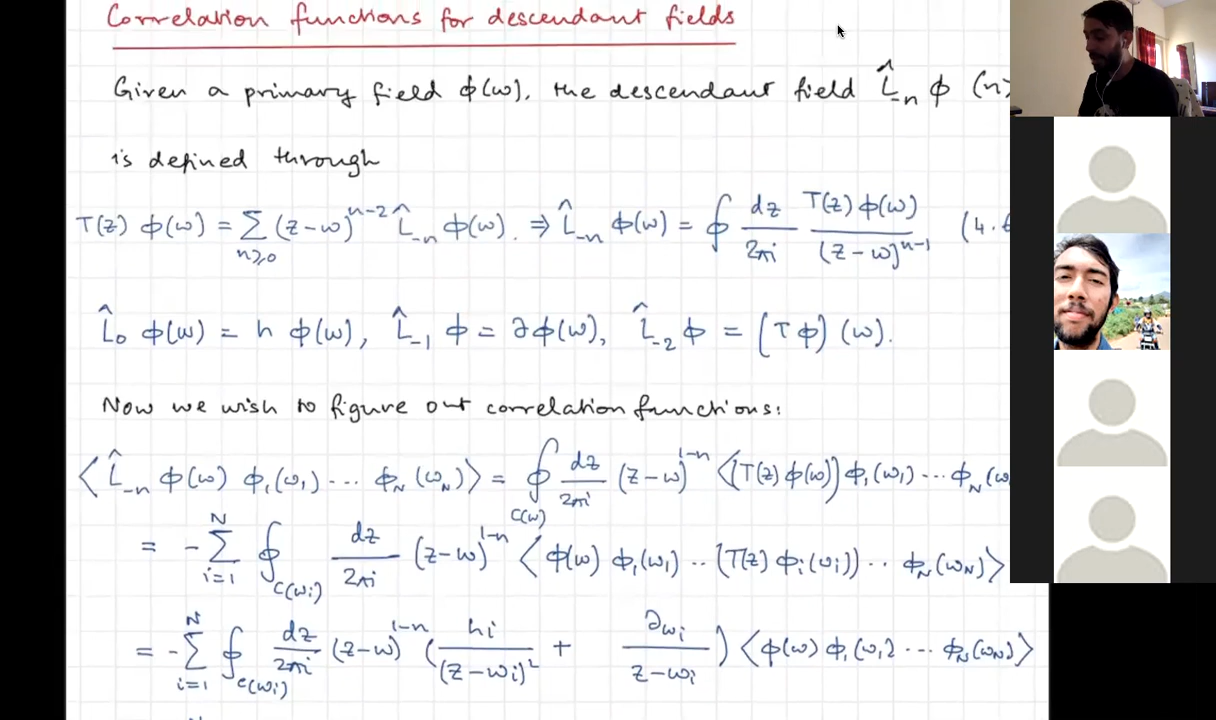 Correlation functions for descendant fields
Given a primary field ϕ(w), the descendant field L̂₋ₙ ϕ (n)
is defined through
T(z) ϕ(w) = ∑_{n≥0} (z-w)^{n-2} L̂₋ₙ ϕ(w). ⇒ L̂₋ₙ ϕ(w) = ∮ dz/2πi T(z) ϕ(w)/(z-w)^{n-1} (4.
L̂₀ ϕ(w) = h ϕ(w), L̂₋₁ ϕ = ∂ϕ(w), L̂₋₂ ϕ = (Tϕ)(w).
Now we wish to figure out correlation functions:
⟨L̂₋ₙ ϕ(w) ϕ₁(w₁) ... ϕ_N(w_N)⟩ = ∮_{C(w)} dz/2πi (z-w)^{1-n} ⟨(T(z) ϕ(w)) ϕ₁(w₁) ... ϕ_N(w
= -∑_{i=1}^{N} ∮_{C(wᵢ)} dz/2πi (z-w)^{1-n} ⟨ϕ(w) ϕ₁(w₁) .. (T(z) ϕᵢ(wᵢ)) .. ϕ_N(w_N)⟩
= -∑_{i=1}^{N} ∮_{C(wᵢ)} dz/2πi (z-w)^{1-n} (hᵢ/(z-wᵢ)² + ∂_{wᵢ}/z-wᵢ) ⟨ϕ(w) ϕ₁(w₁) ... ϕ_N(w_N)⟩